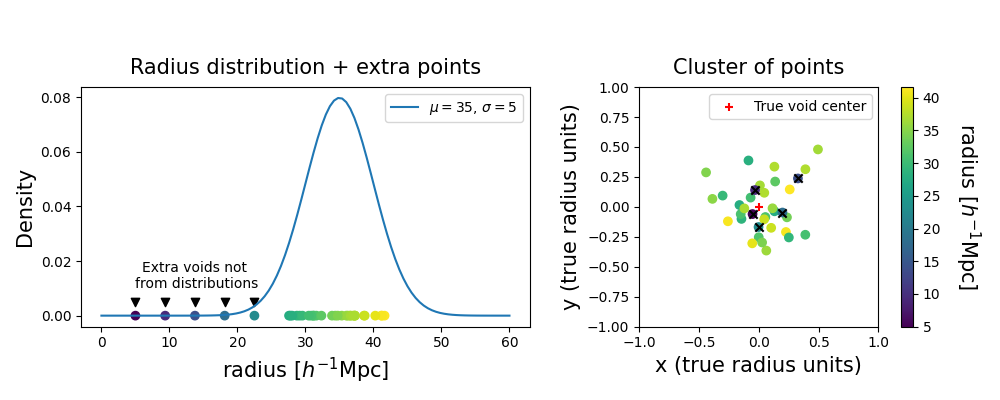 Radius distribution + extra points
μ = 35, σ = 5
Extra voids not
from distributions
Density
0.08
0.06
0.04
0.02
0.00
0 10 20 30 40 50 60
radius [h⁻¹Mpc]
Cluster of points
True void center
y (true radius units)
1.00
0.75
0.50
0.25
0.00
−0.25
−0.50
−0.75
−1.00
−1.0 −0.5 0.0 0.5 1.0
x (true radius units)
40
35
30
25
20
15
10
5
radius [h⁻¹Mpc]